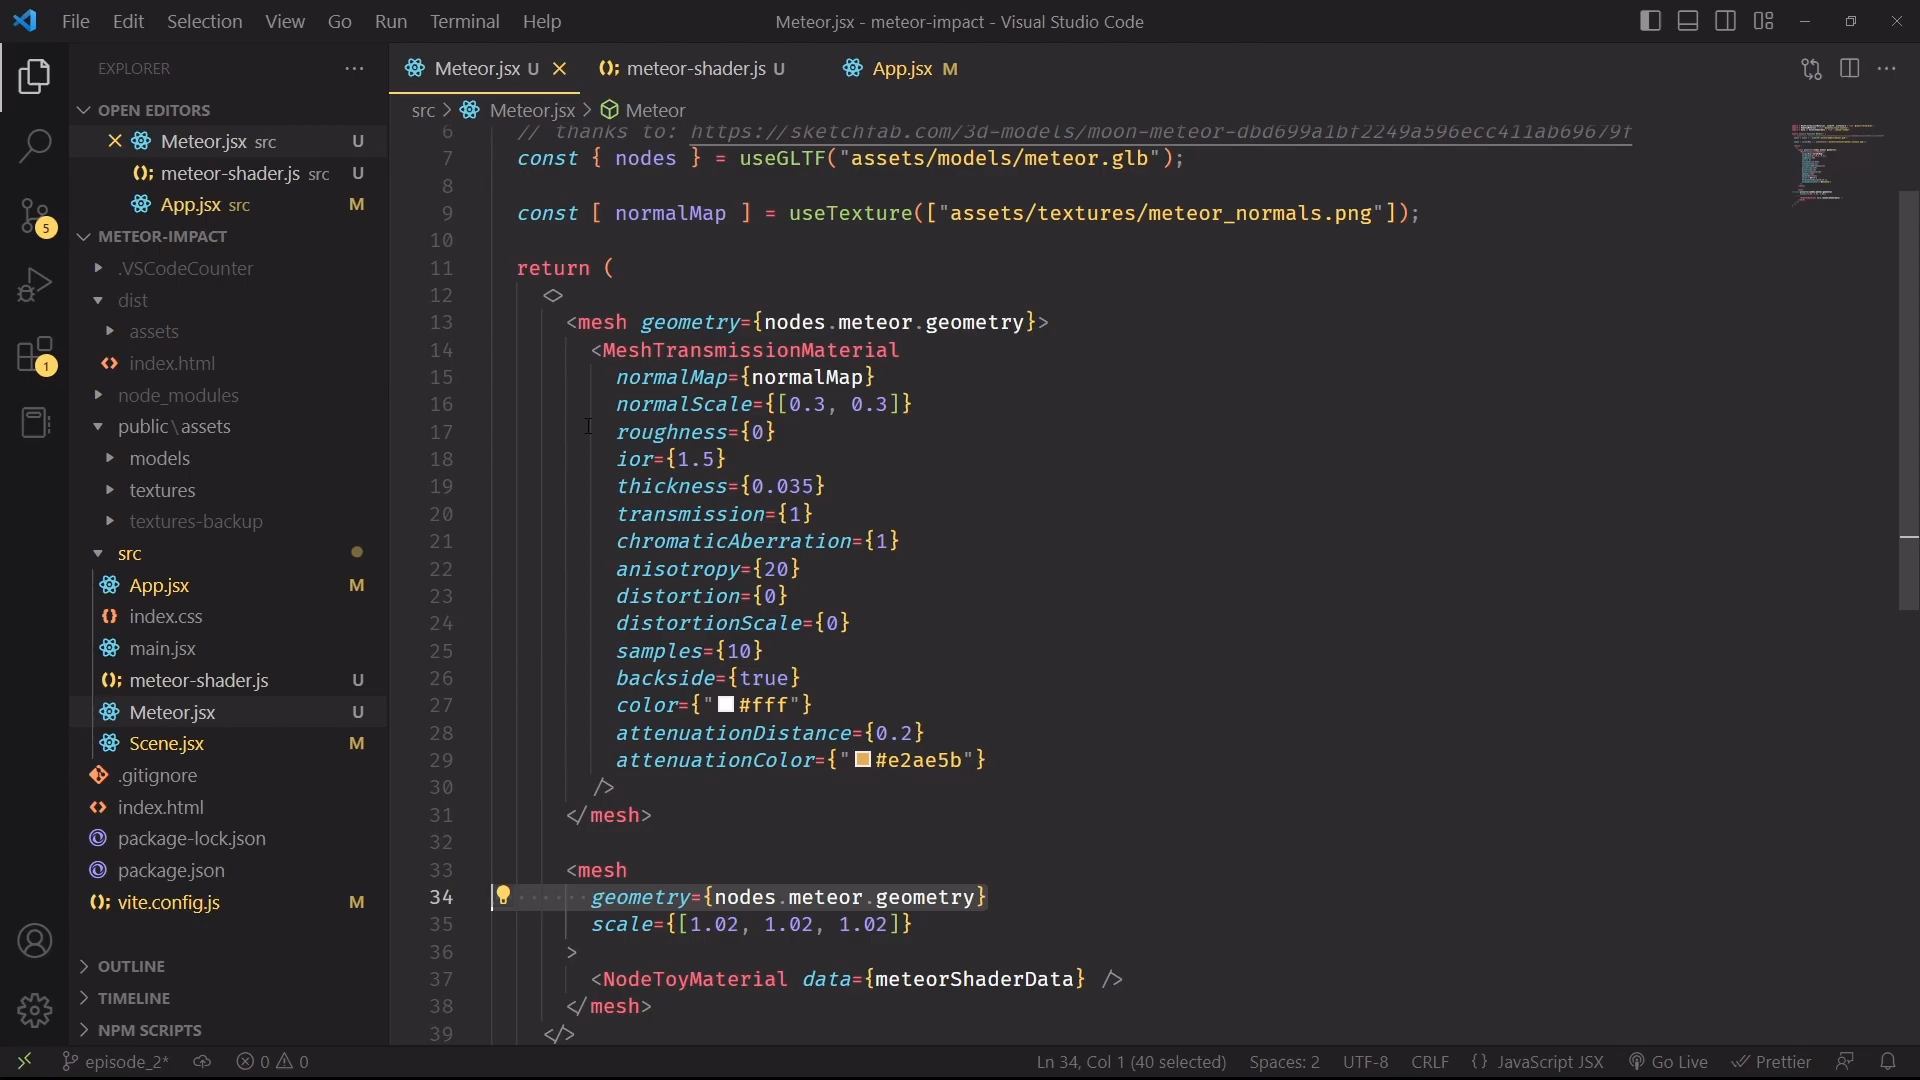 File Edit Selection View Go Run Terminal Help
Meteor.jsx - meteor-impact - Visual Studio Code
EXPLORER
OPEN EDITORS
Meteor.jsx src U
meteor-shader.js src U
App.jsx src M
METEOR-IMPACT
.VSCodeCounter
dist
assets
index.html
node_modules
public\assets
models
textures
textures-backup
src
App.jsx M
index.css
main.jsx
meteor-shader.js U
Meteor.jsx U
Scene.jsx M
.gitignore
index.html
package-lock.json
package.json
vite.config.js M
OUTLINE
TIMELINE
NPM SCRIPTS
5
1
Meteor.jsx U
meteor-shader.js U
App.jsx M
src > Meteor.jsx > Meteor
6 // thanks to: https://sketchfab.com/3d-models/moon-meteor-dbd699a1bf2249a596ecc411ab69679f
7 const { nodes } = useGLTF("assets/models/meteor.glb");
8
9 const [ normalMap ] = useTexture(["assets/textures/meteor_normals.png"]);
10
11 return (
12 <>
13 <mesh geometry={nodes.meteor.geometry}>
14 <MeshTransmissionMaterial
15 normalMap={normalMap}
16 normalScale={[0.3, 0.3]}
17 roughness={0}
18 ior={1.5}
19 thickness={0.035}
20 transmission={1}
21 chromaticAberration={1}
22 anisotropy={20}
23 distortion={0}
24 distortionScale={0}
25 samples={10}
26 backside={true}
27 color={"#fff"}
28 attenuationDistance={0.2}
29 attenuationColor={"#e2ae5b"}
30 />
31 </mesh>
32
33 <mesh
34 geometry={nodes.meteor.geometry}
35 scale={[1.02, 1.02, 1.02]}
36 >
37 <NodeToyMaterial data={meteorShaderData} />
38 </mesh>
39 </>
episode_2* 0 0
Ln 34, Col 1 (40 selected) Spaces: 2 UTF-8 CRLF {} JavaScript JSX Go Live Prettier